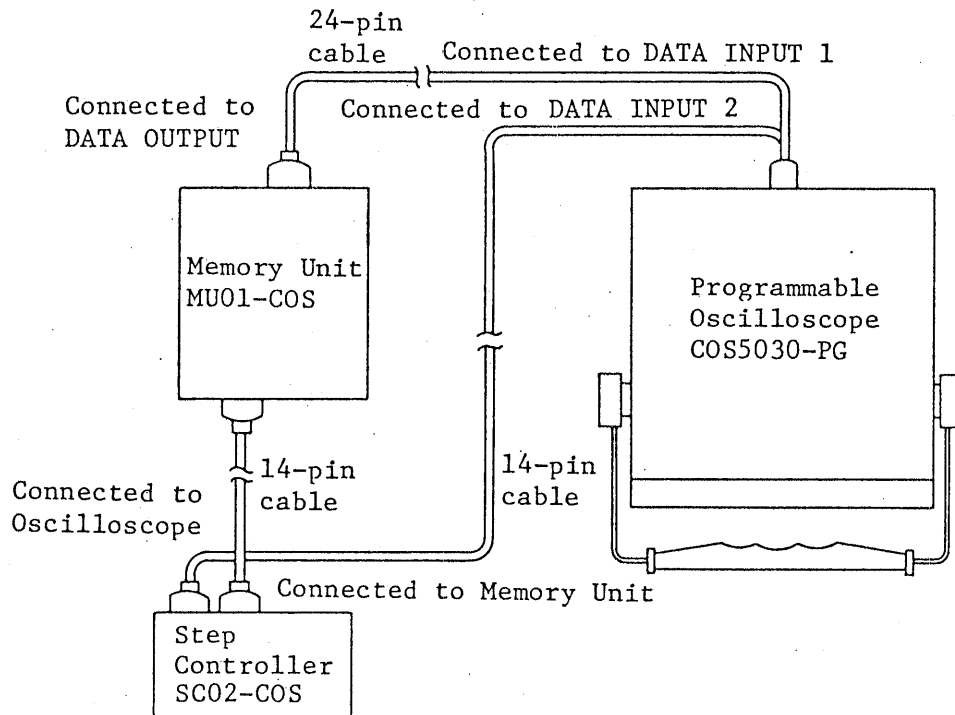 24-pin
cable
Connected to DATA INPUT 1
Connected to
DATA OUTPUT
Connected to DATA INPUT 2
Memory Unit
MU01-COS
Programmable
Oscilloscope
COS5030-PG
14-pin
cable
14-pin
cable
Connected to
Oscilloscope
Connected to Memory Unit
Step
Controller
SC02-COS